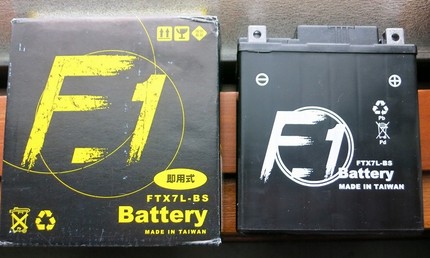 F1
即用式
FTX7L-BS
Battery
MADE IN TAIWAN
F1
Pb
Pd
FTX7L-BS
Battery
MADE IN TAIWAN